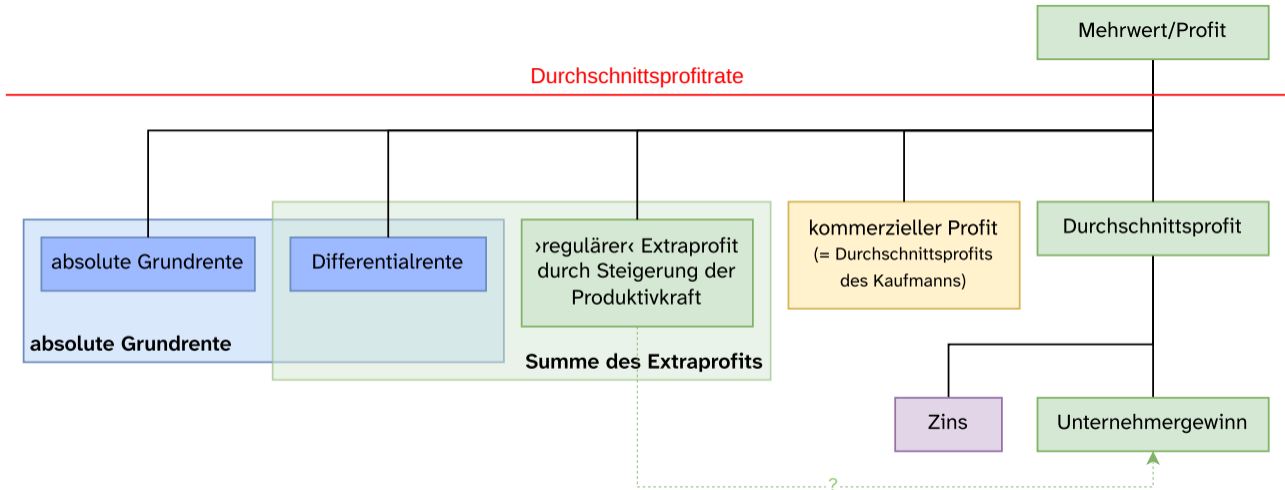 Mehrwert/Profit
Durchschnittsprofitrate
absolute Grundrente
Differentialrente
›regulärer‹ Extraprofit
durch Steigerung der
Produktivkraft
kommerzieller Profit
(= Durchschnittsprofits
des Kaufmanns)
Durchschnittsprofit
absolute Grundrente
Summe des Extraprofits
Zins
Unternehmergewinn
?